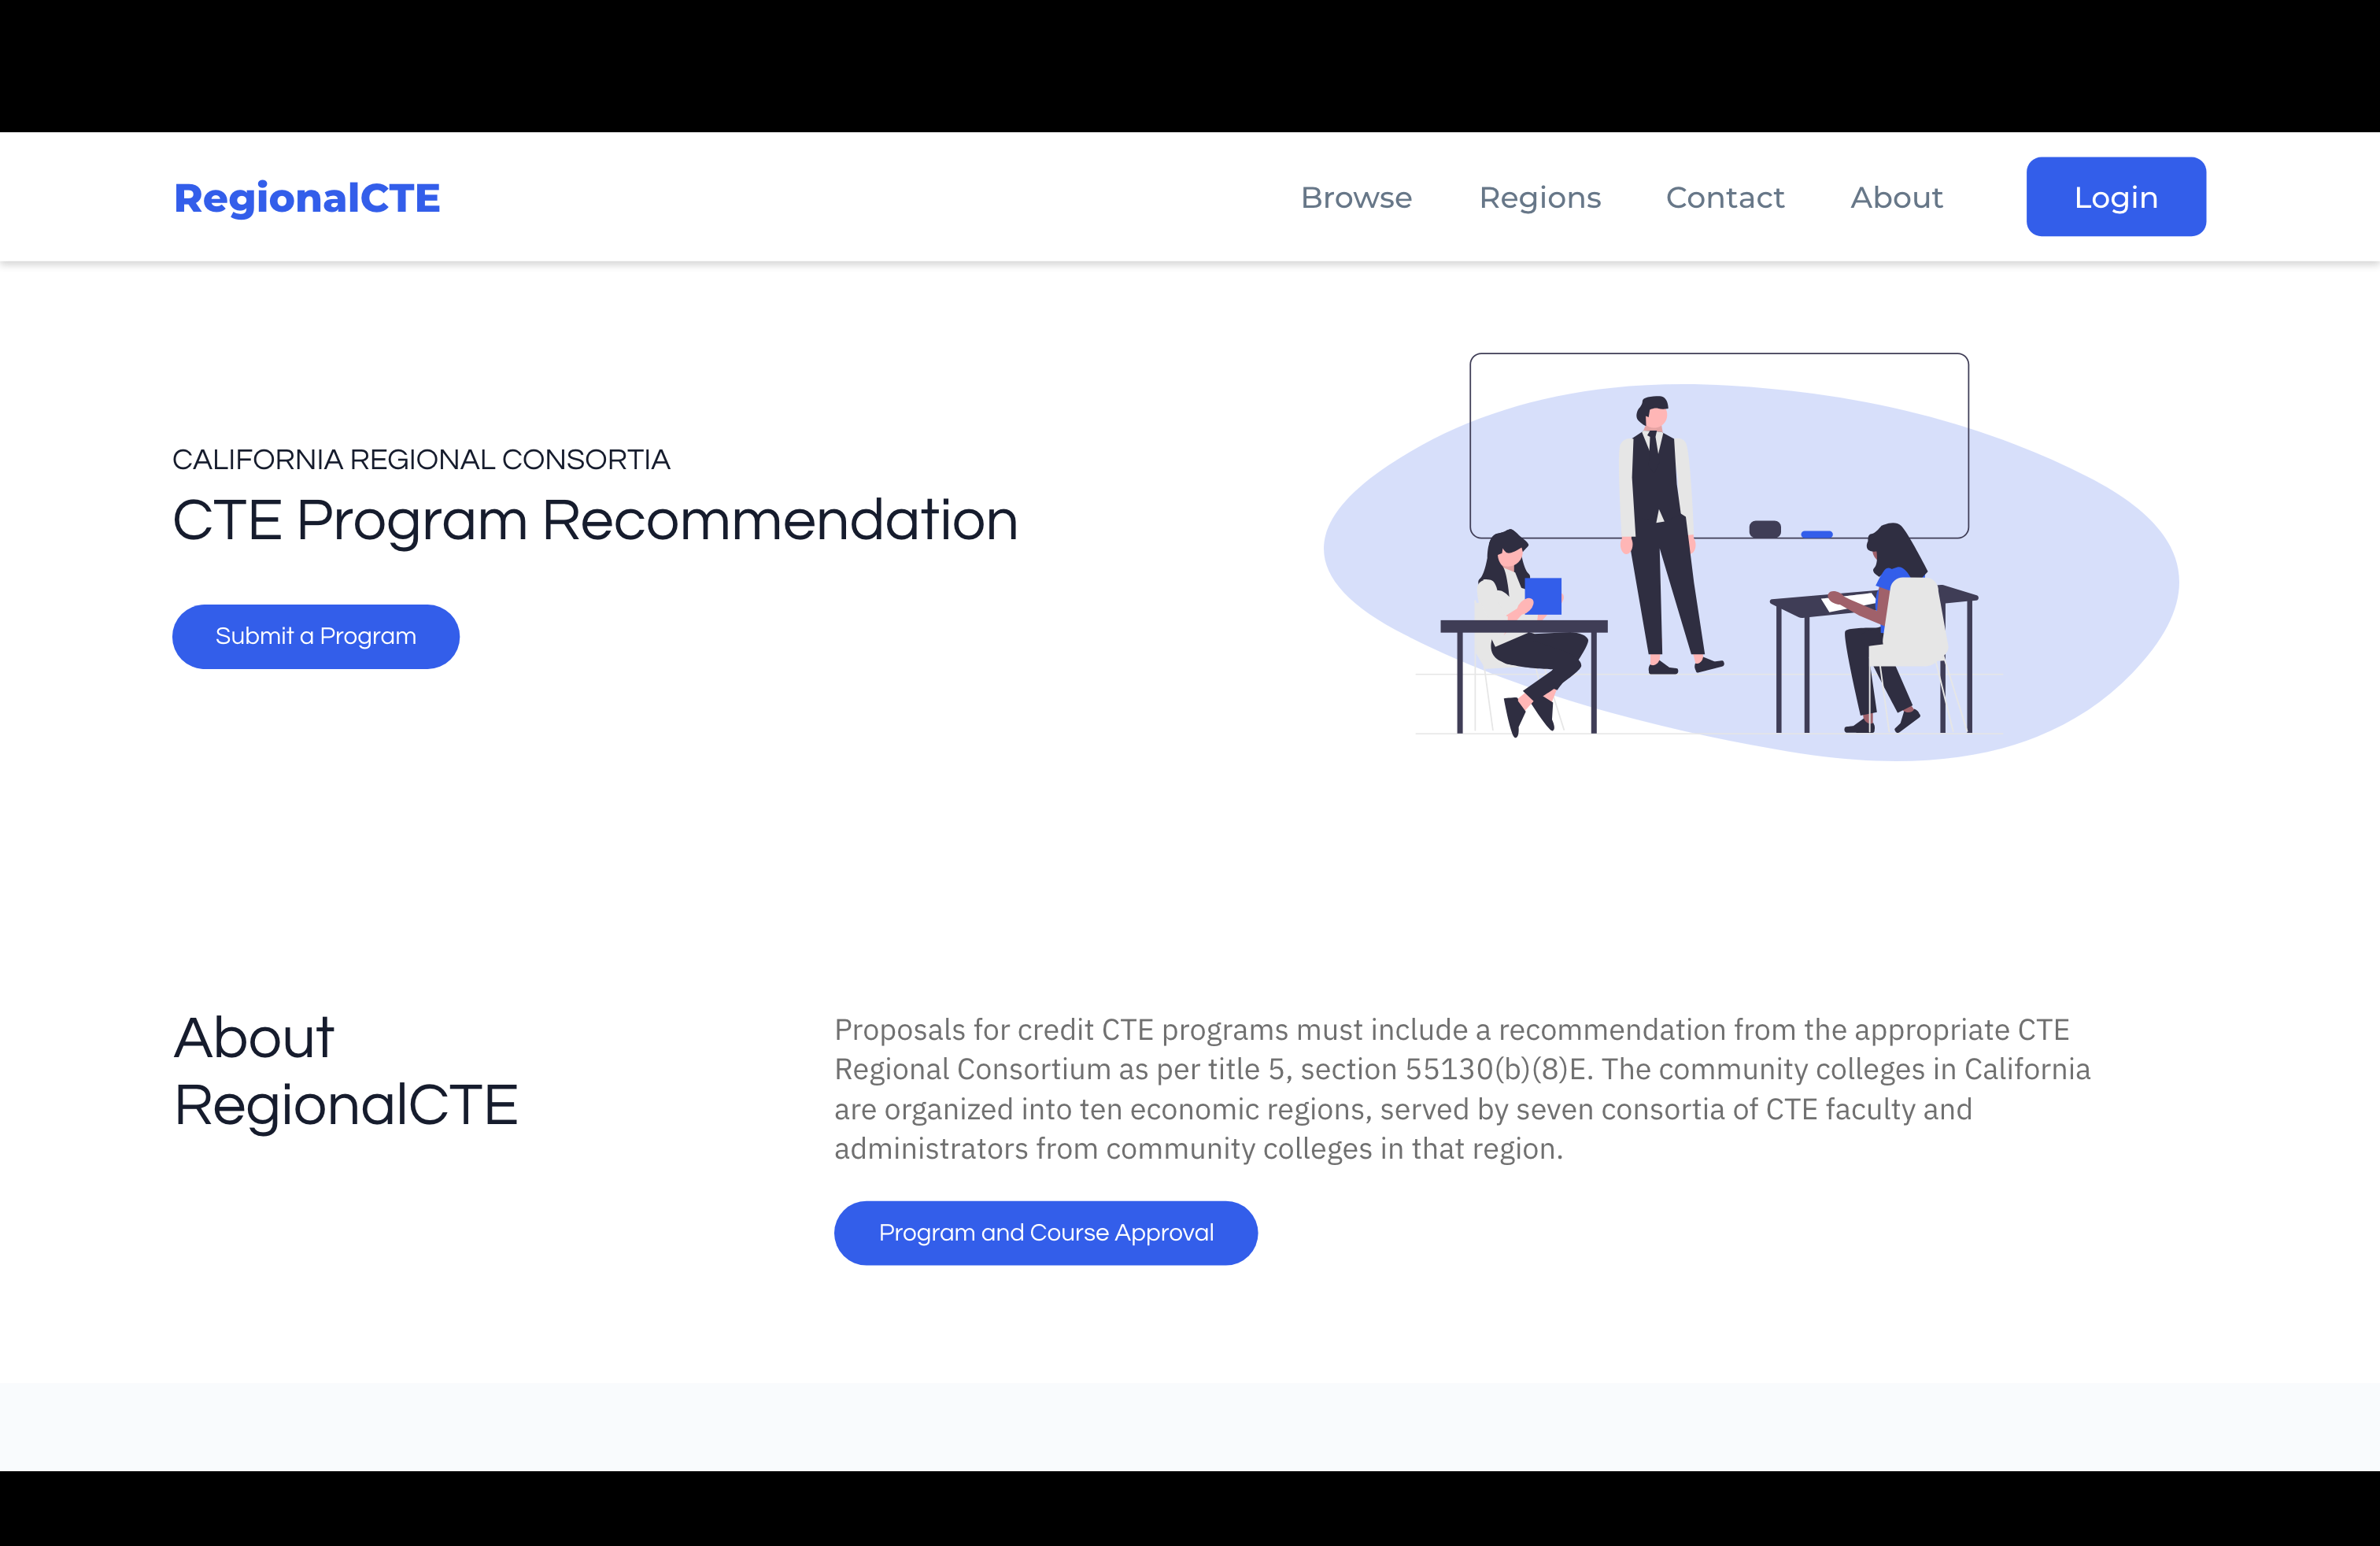 RegionalCTE
Browse
Regions
Contact
About
Login
CALIFORNIA REGIONAL CONSORTIA
CTE Program Recommendation
Submit a Program
About
RegionalCTE
Proposals for credit CTE programs must include a recommendation from the appropriate CTE
Regional Consortium as per title 5, section 55130(b)(8)E. The community colleges in California
are organized into ten economic regions, served by seven consortia of CTE faculty and
administrators from community colleges in that region.
Program and Course Approval